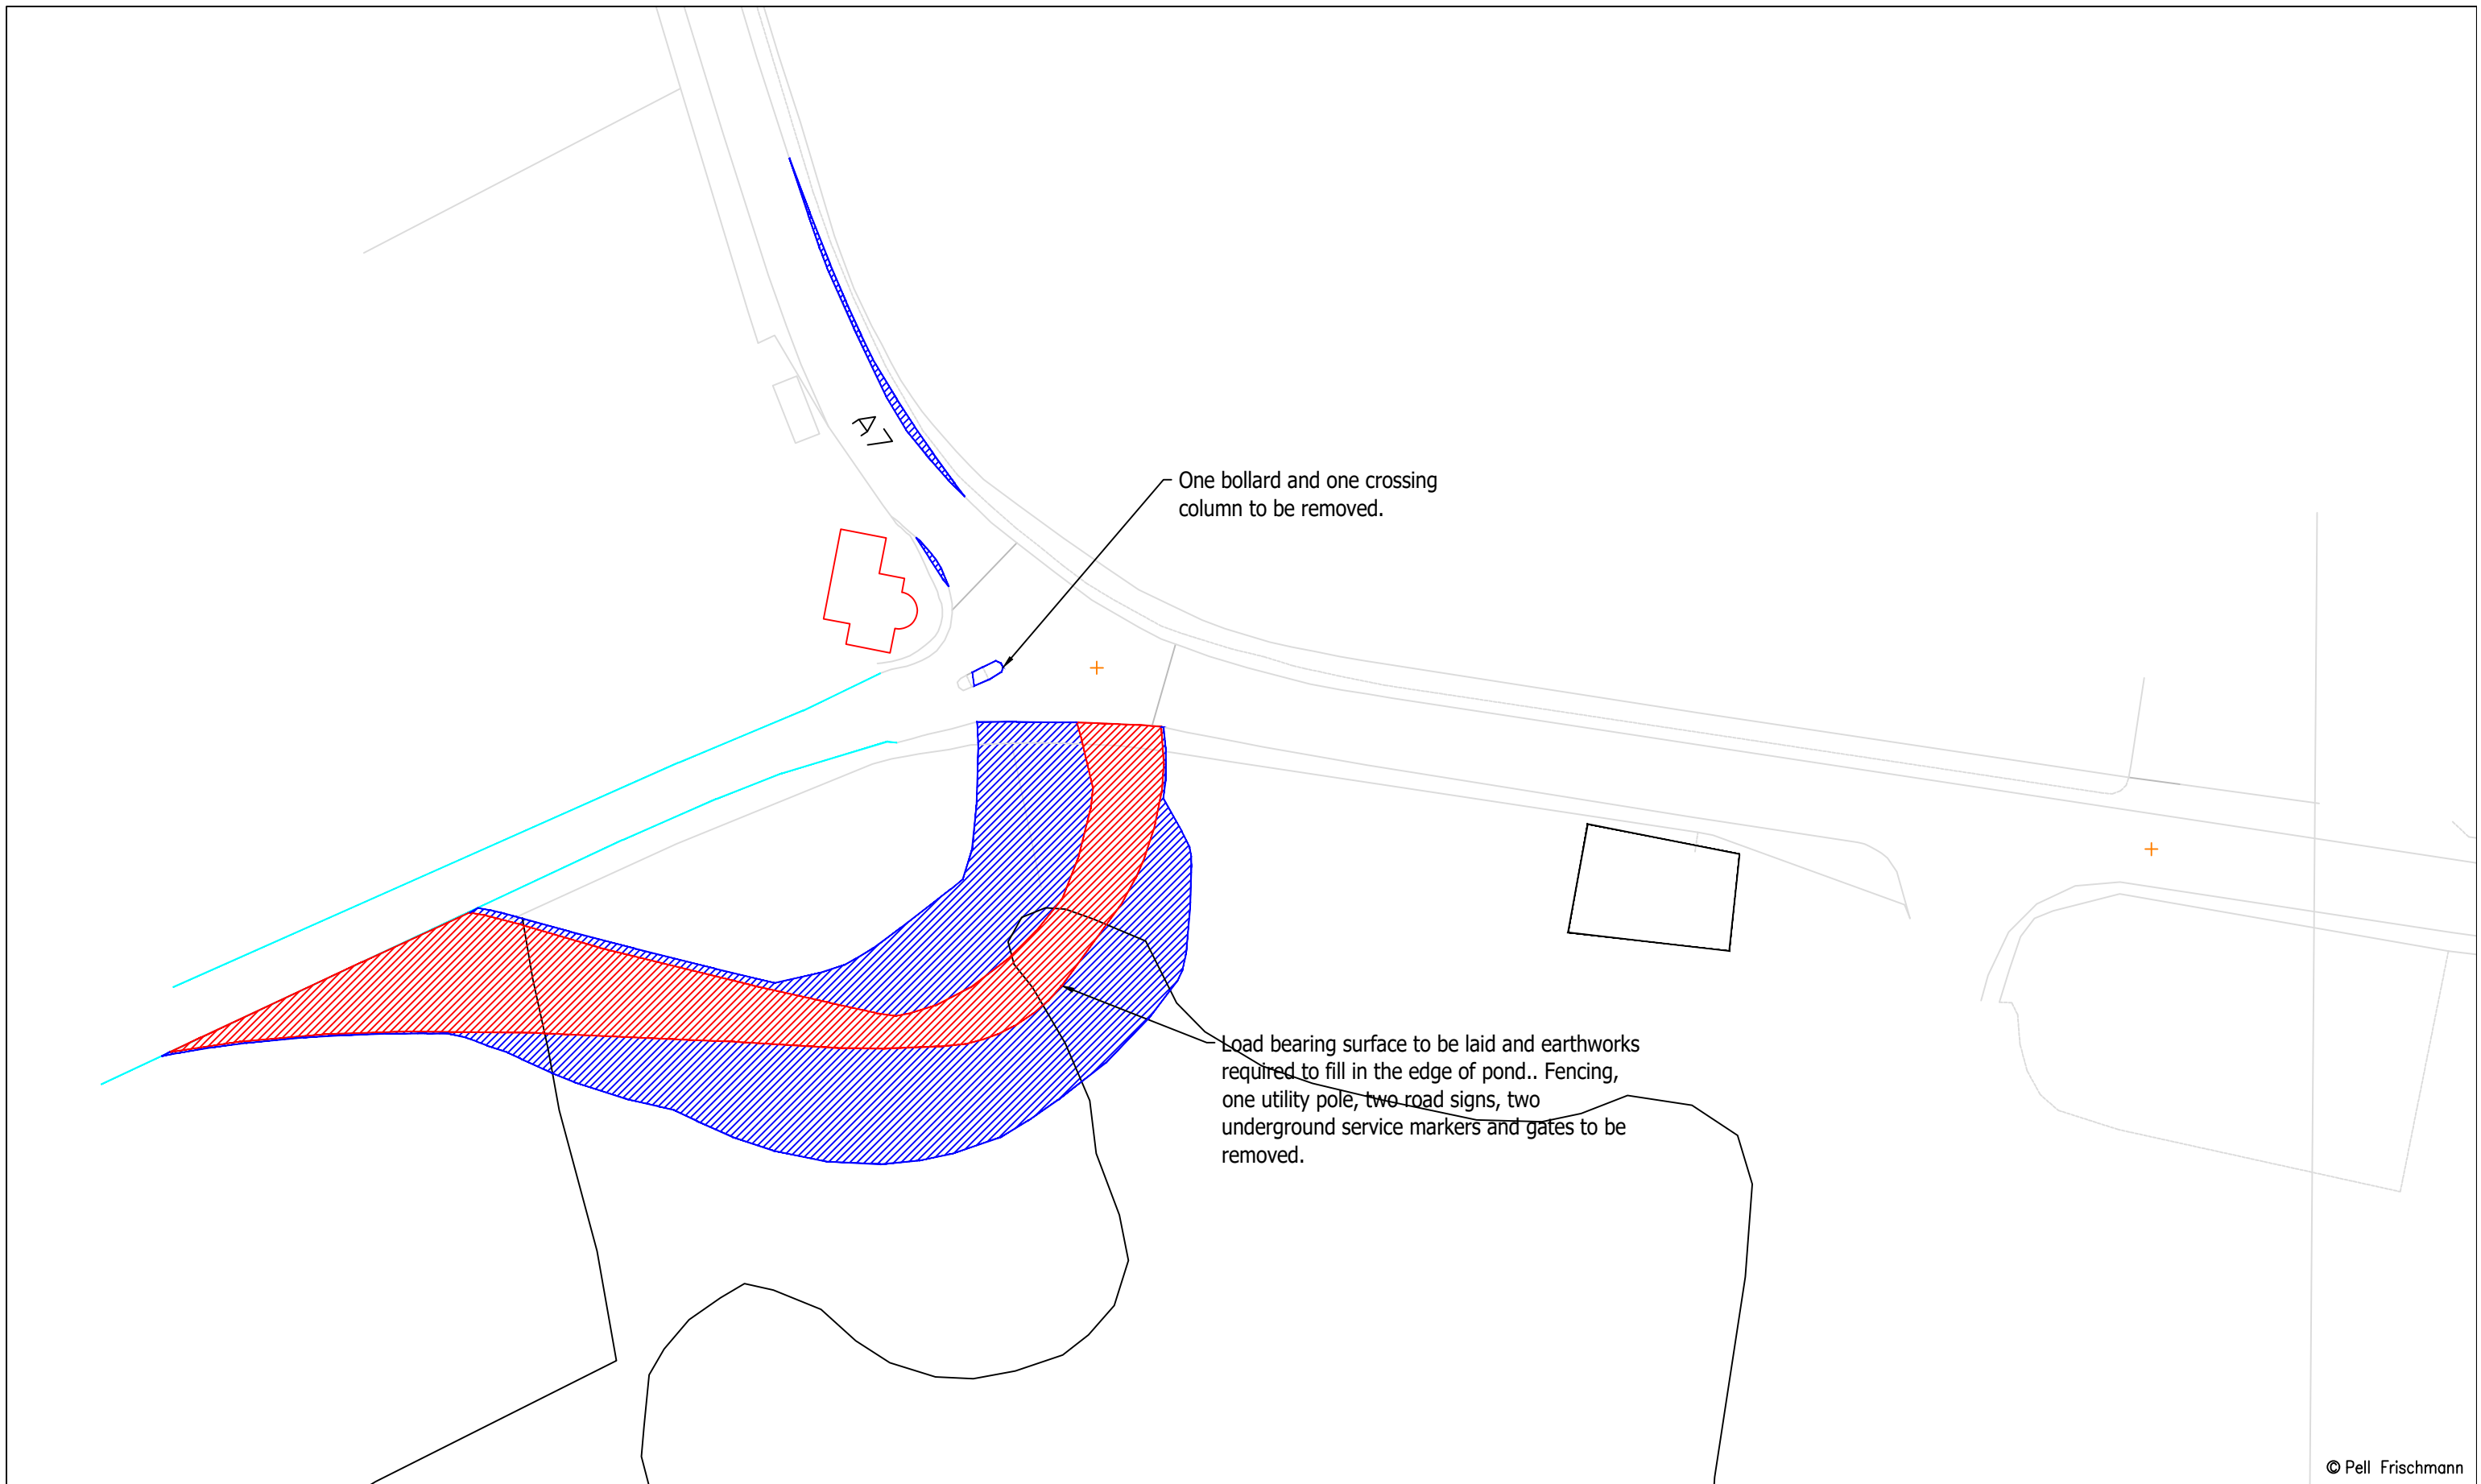 A7
One bollard and one crossing
column to be removed.
Load bearing surface to be laid and earthworks
required to fill in the edge of pond.. Fencing,
one utility pole, two road signs, two
underground service markers and gates to be
removed.
© Pell Frischmann